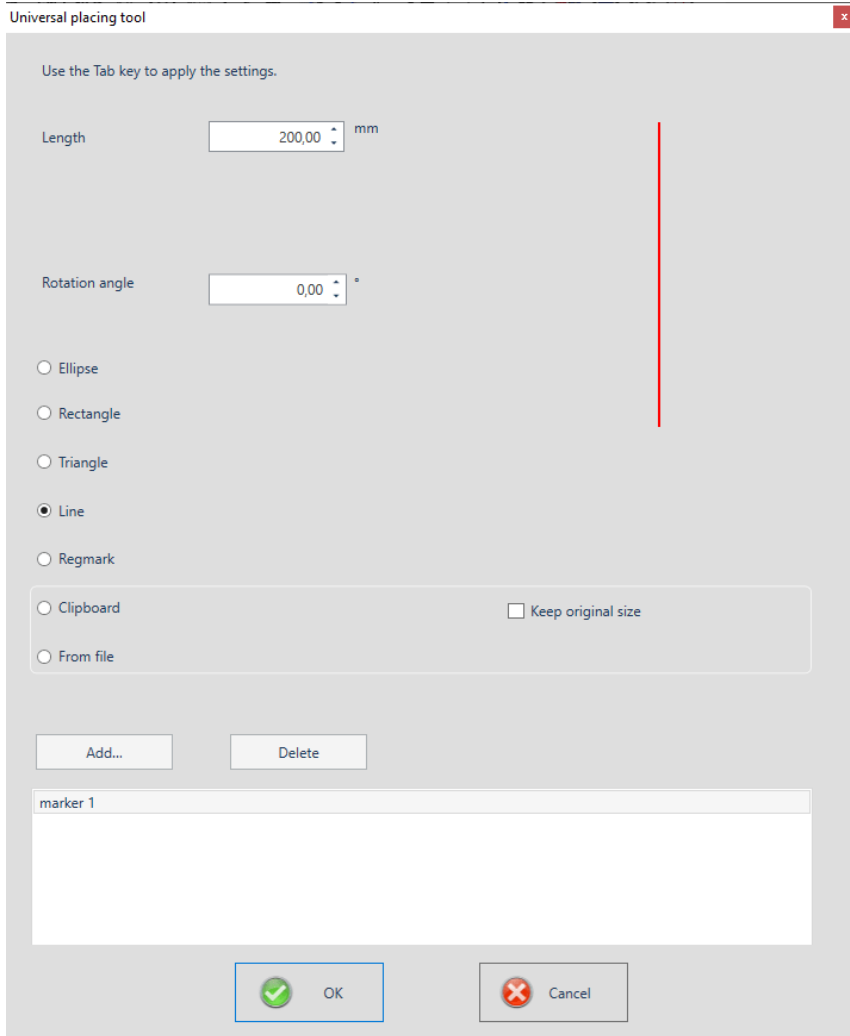 Universal placing tool
x
Use the Tab key to apply the settings.
Length
200,00
mm
Rotation angle
0,00
°
Ellipse
Rectangle
Triangle
Line
Regmark
Clipboard
Keep original size
From file
Add...
Delete
marker 1
OK
Cancel